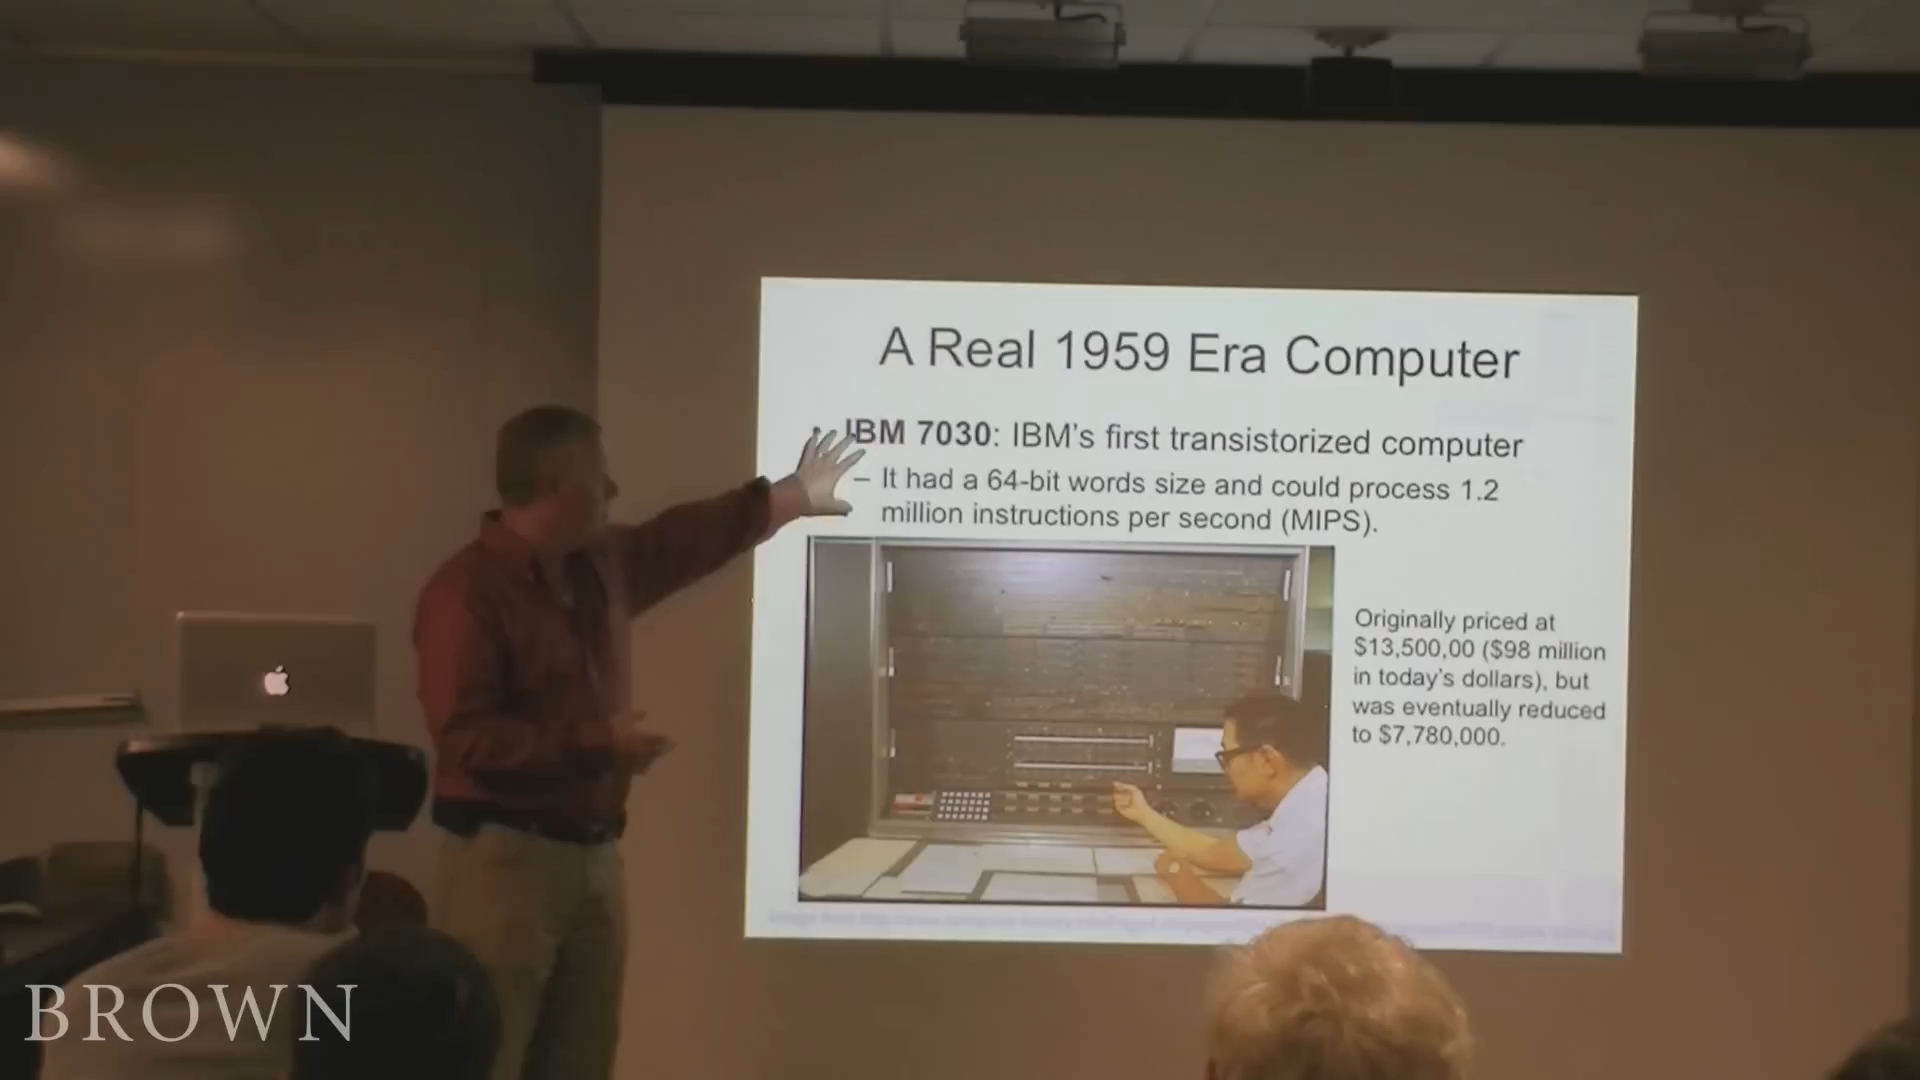 A Real 1959 Era Computer
• IBM 7030: IBM's first transistorized computer
– It had a 64-bit words size and could process 1.2
million instructions per second (MIPS).
Originally priced at
$13,500,00 ($98 million
in today's dollars), but
was eventually reduced
to $7,780,000.
BROWN